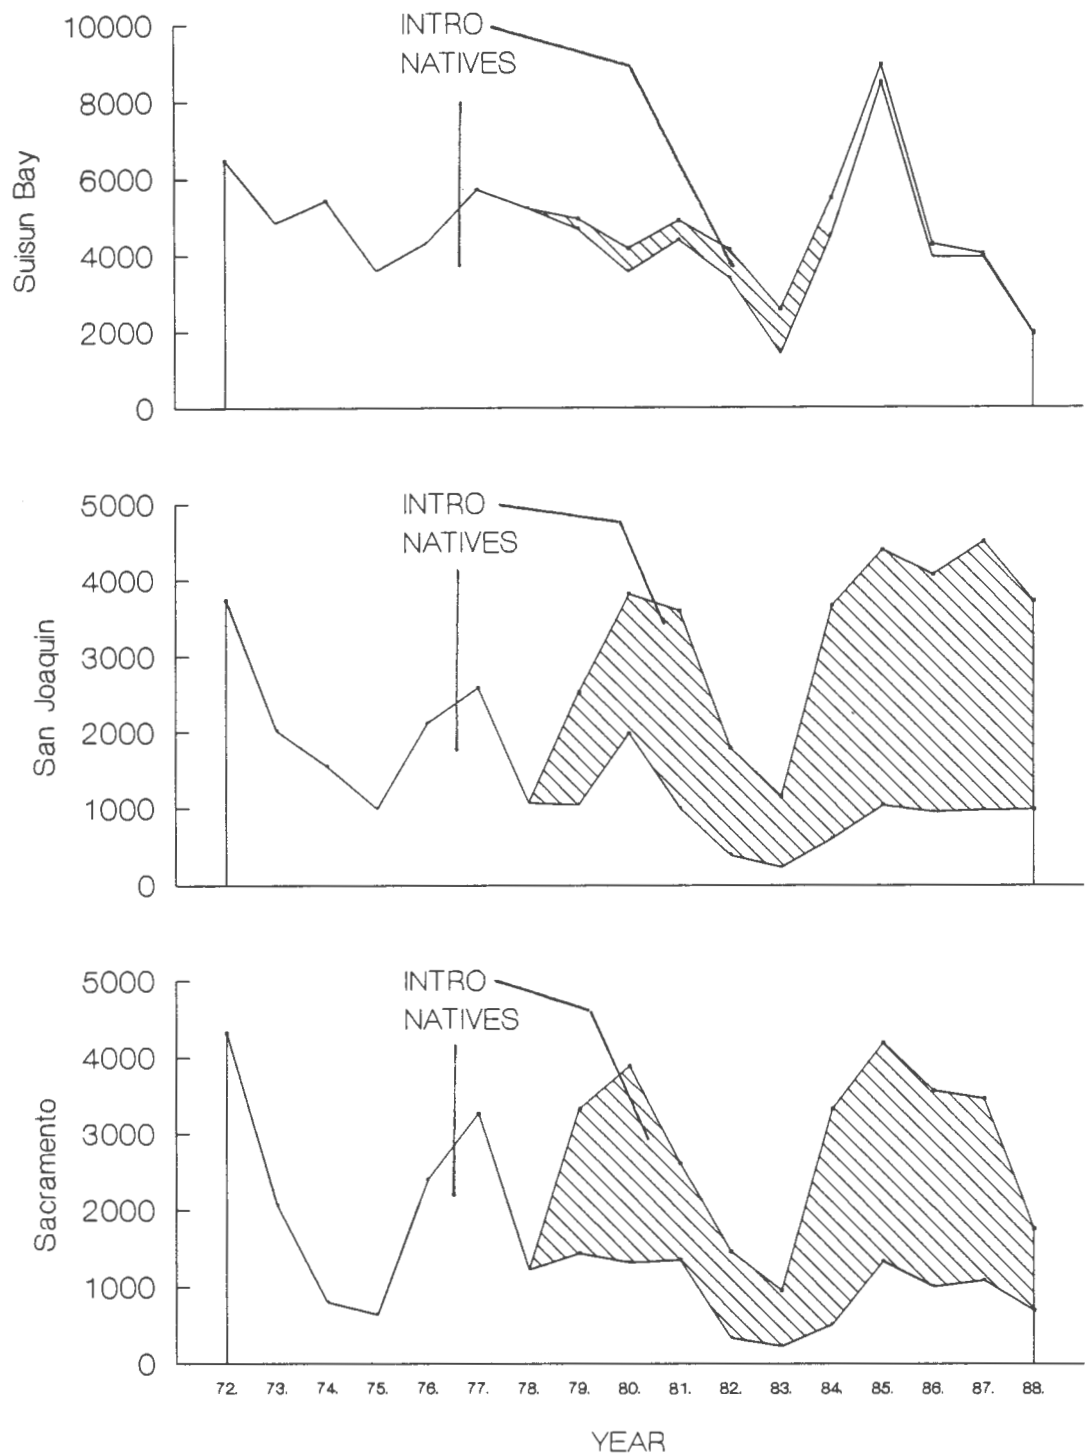 Suisun Bay
10000
8000
6000
4000
2000
0
INTRO
NATIVES
San Joaquin
5000
4000
3000
2000
1000
0
INTRO
NATIVES
Sacramento
5000
4000
3000
2000
1000
0
INTRO
NATIVES
72. 73. 74. 75. 76. 77. 78. 79. 80. 81. 82. 83. 84. 85. 86. 87. 88.
YEAR